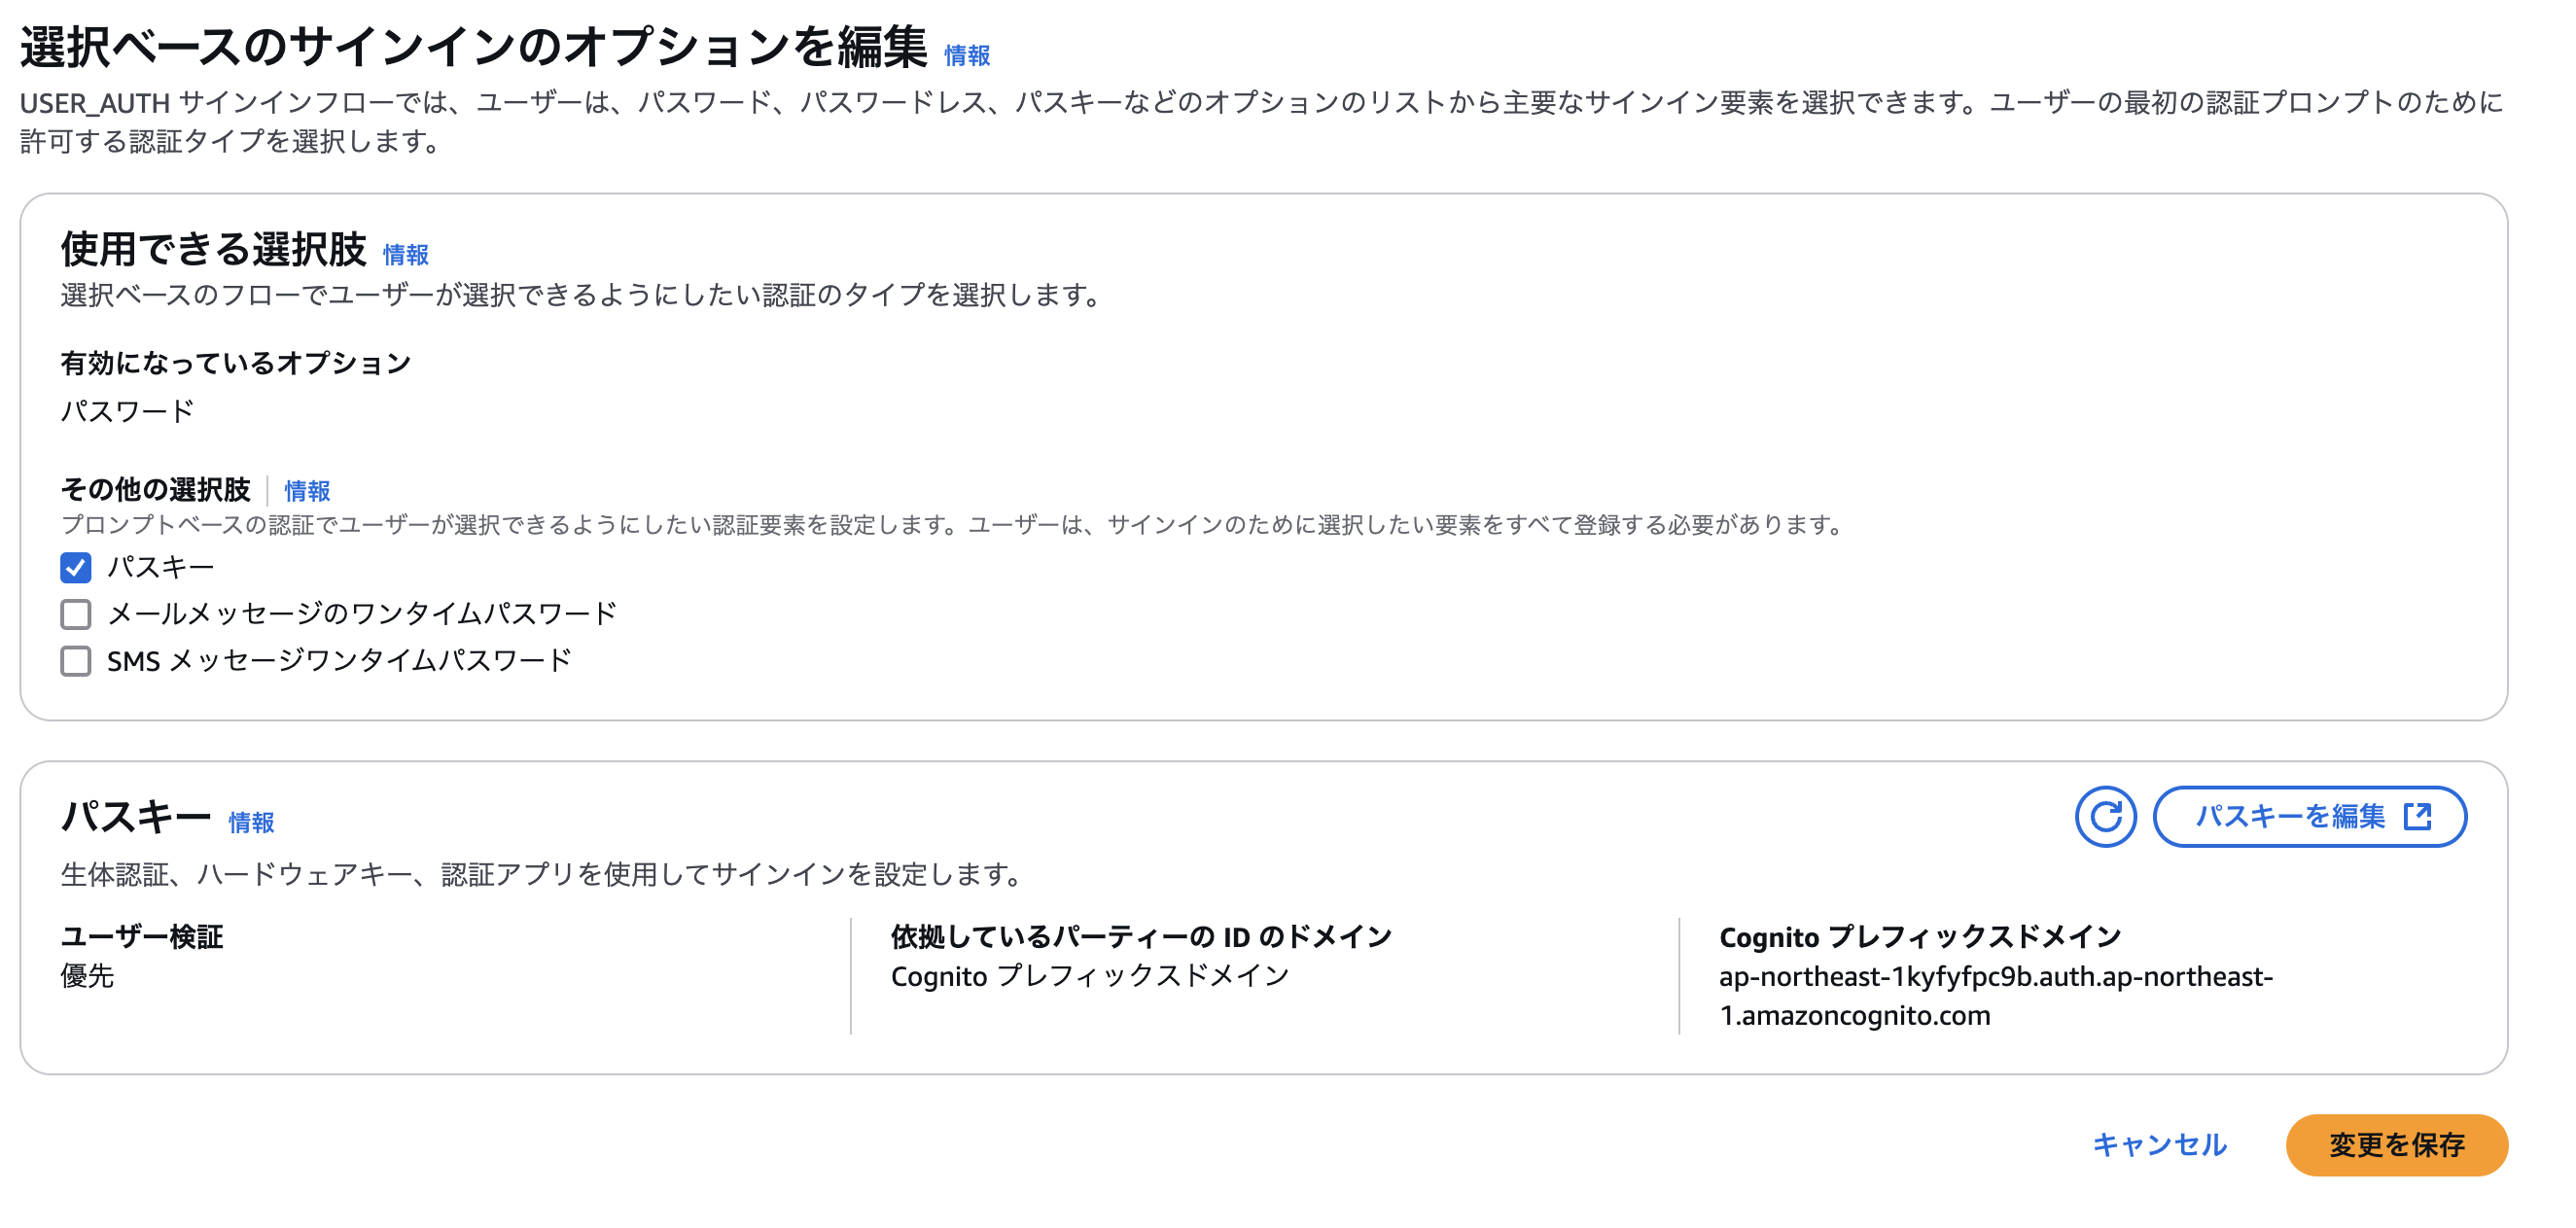 選択ベースのサインインのオプションを編集 情報
USER_AUTH サインインフローでは、ユーザーは、パスワード、パスワードレス、パスキーなどのオプションのリストから主要なサインイン要素を選択できます。ユーザーの最初の認証プロンプトのために
許可する認証タイプを選択します。
使用できる選択肢 情報
選択ベースのフローでユーザーが選択できるようにしたい認証のタイプを選択します。
有効になっているオプション
パスワード
その他の選択肢 情報
プロンプトベースの認証でユーザーが選択できるようにしたい認証要素を設定します。ユーザーは、サインインのために選択したい要素をすべて登録する必要があります。
パスキー
メールメッセージのワンタイムパスワード
SMS メッセージワンタイムパスワード
パスキー 情報
パスキーを編集
生体認証、ハードウェアキー、認証アプリを使用してサインインを設定します。
ユーザー検証
優先
依拠しているパーティーの ID のドメイン
Cognito プレフィックスドメイン
Cognito プレフィックスドメイン
ap-northeast-1kyfyfpc9b.auth.ap-northeast-
1.amazoncognito.com
キャンセル
変更を保存